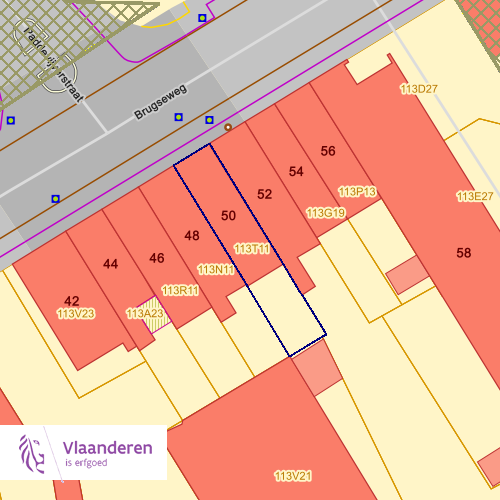 Padderijverstraat
Brugseweg
113D27
56
54
113P13
113E27
52
113G19
50
58
48
113T11
46
113N11
44
113R11
42
113V23
113A23
Vlaanderen
is erfgoed
113V21